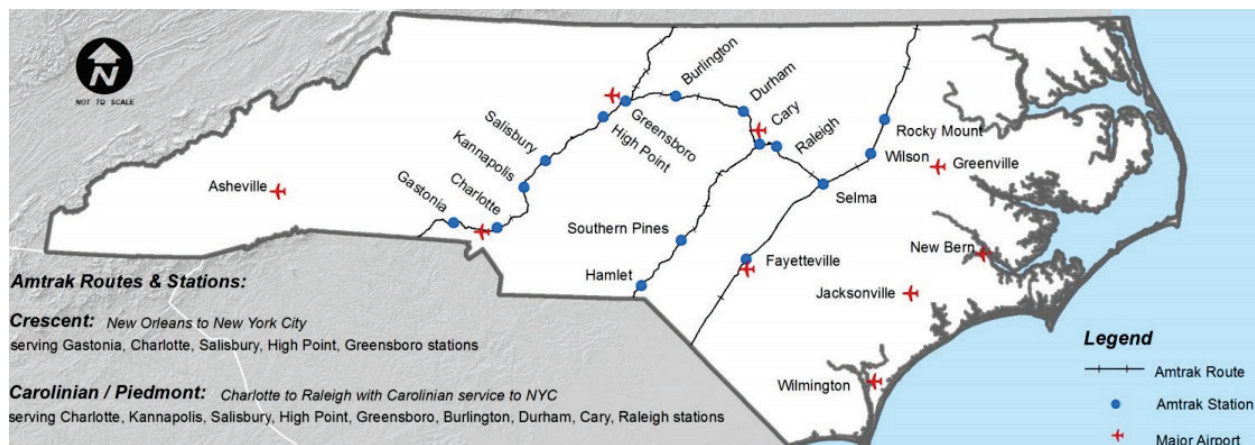 N
NOT TO SCALE
Burlington
Durham
Cary
Raleigh
Greensboro
High Point
Salisbury
Kannapolis
Charlotte
Gastonia
Asheville
Rocky Mount
Wilson
Greenville
Selma
Southern Pines
Hamlet
Fayetteville
New Bern
Jacksonville
Wilmington
Amtrak Routes & Stations:
Crescent: New Orleans to New York City
serving Gastonia, Charlotte, Salisbury, High Point, Greensboro stations
Carolinian / Piedmont: Charlotte to Raleigh with Carolinian service to NYC
serving Charlotte, Kannapolis, Salisbury, High Point, Greensboro, Burlington, Durham, Cary, Raleigh stations
Legend
Amtrak Route
Amtrak Station
Major Airport